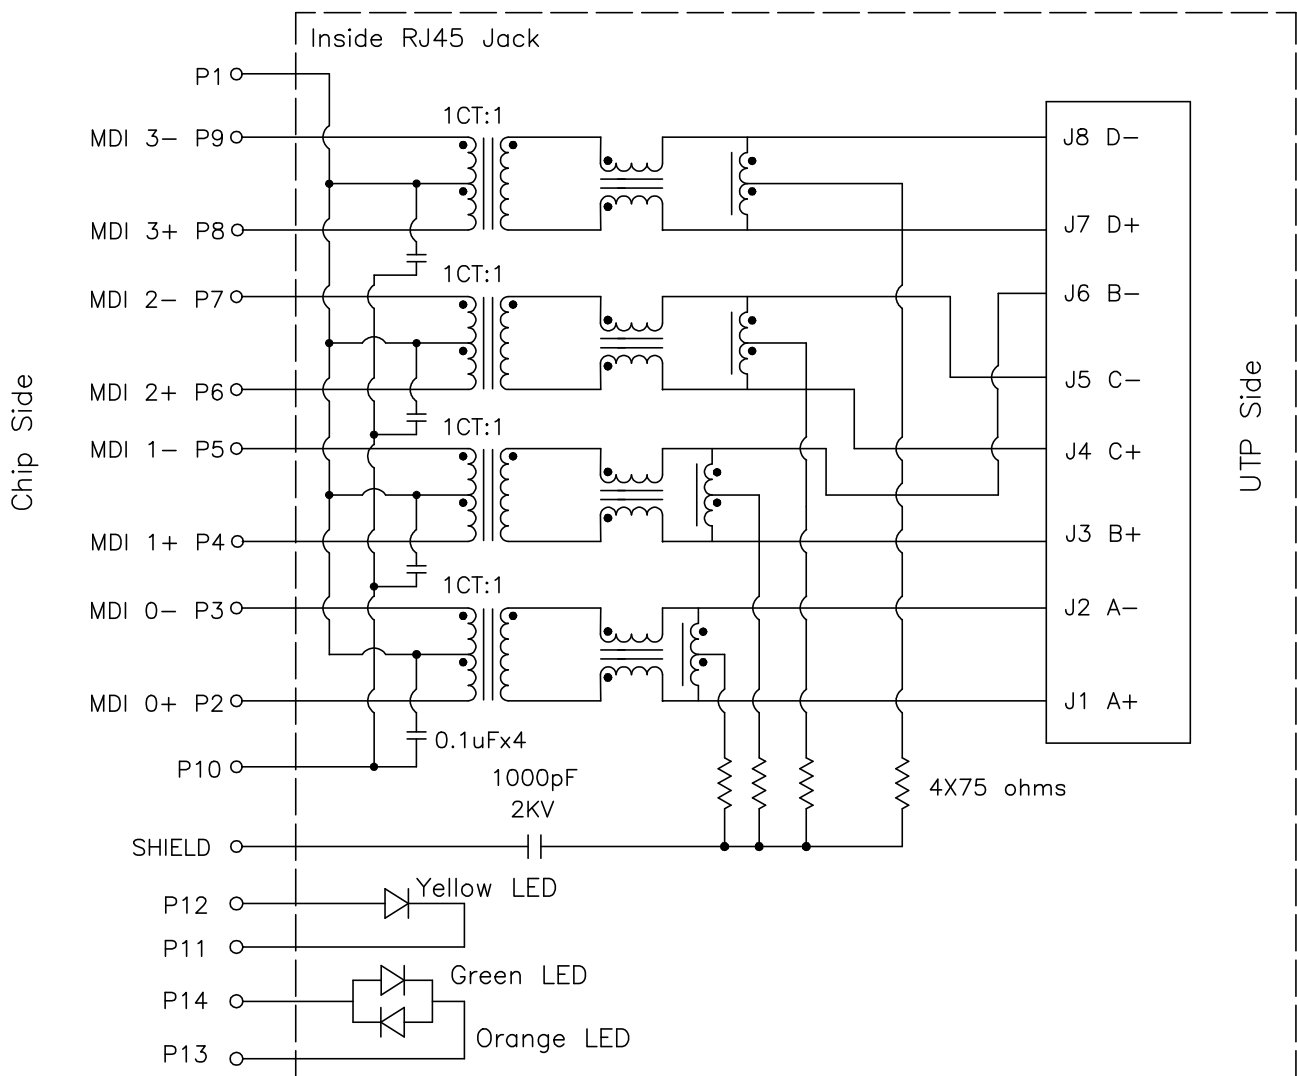 Inside RJ45 Jack
P1
1CT:1
MDI 3- P9
J8 D-
MDI 3+ P8
J7 D+
1CT:1
MDI 2- P7
J6 B-
J5 C-
MDI 2+ P6
1CT:1
MDI 1- P5
J4 C+
MDI 1+ P4
J3 B+
1CT:1
MDI 0- P3
J2 A-
MDI 0+ P2
J1 A+
Chip Side
UTP Side
0.1uFx4
P10
1000pF
2KV
4X75 ohms
SHIELD
Yellow LED
P12
P11
Green LED
P14
Orange LED
P13